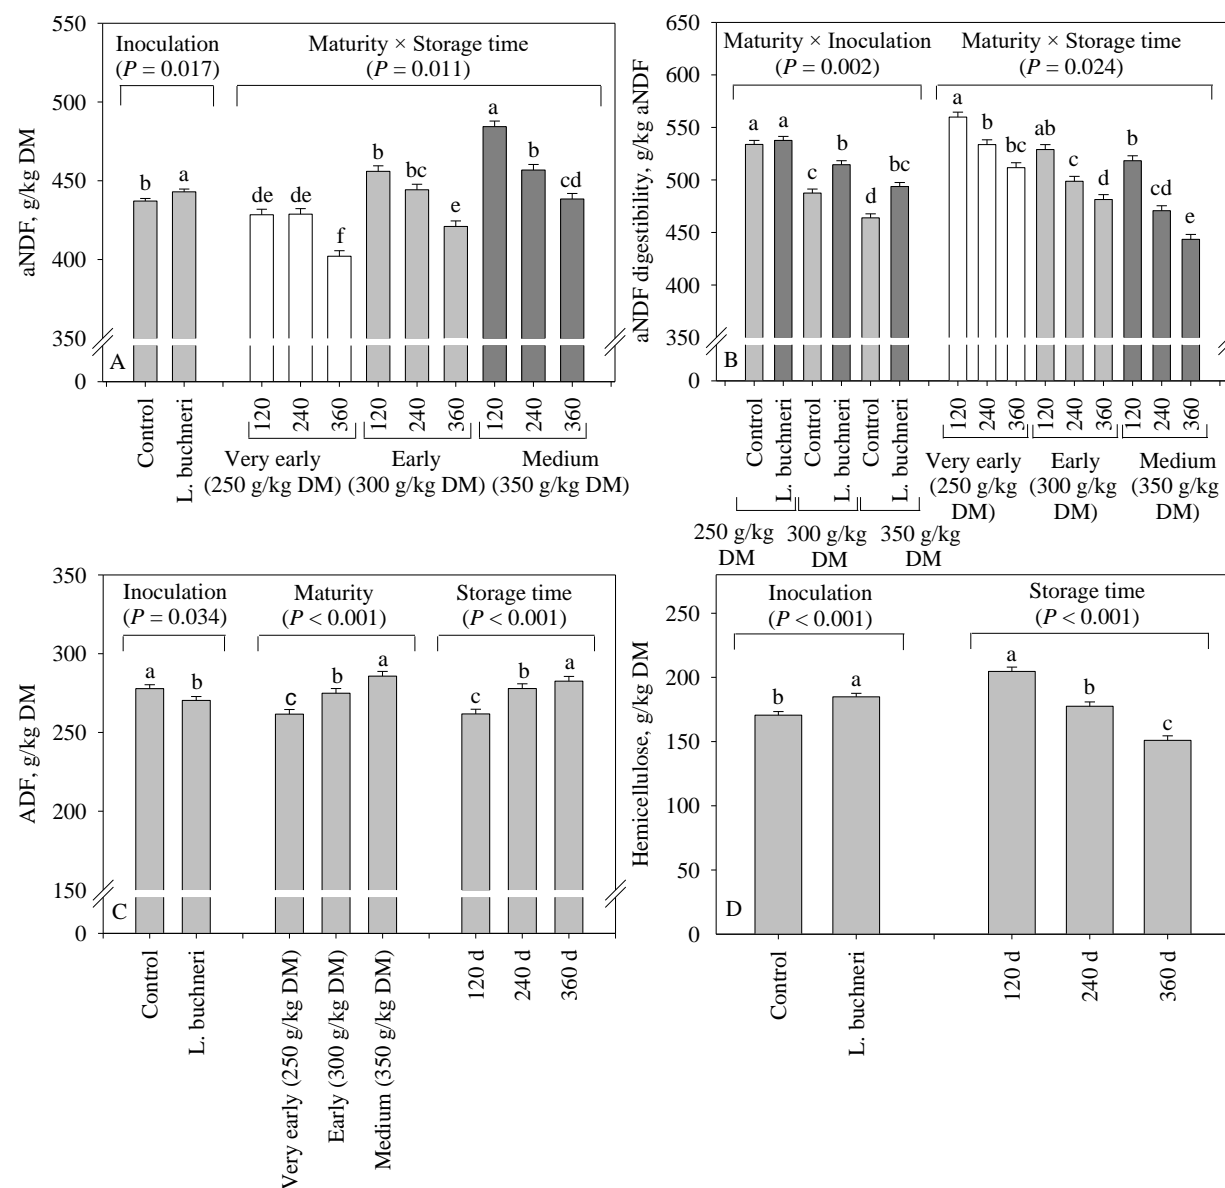 550
500
450
400
350
0
aNDF, g/kg DM
Inoculation
(P = 0.017)
Maturity × Storage time
(P = 0.011)
b
a
de
de
f
b
bc
e
a
b
cd
A
Control
L. buchneri
120
240
360
120
240
360
120
240
360
Very early
(250 g/kg DM)
Early
(300 g/kg DM)
Medium
(350 g/kg DM)
650
600
550
500
450
400
350
0
aNDF digestibility, g/kg aNDF
Maturity × Inoculation
(P = 0.002)
Maturity × Storage time
(P = 0.024)
a
a
c
b
d
bc
a
b
bc
ab
c
d
b
cd
e
B
Control
L. buchneri
Control
L. buchneri
Control
L. buchneri
120
240
360
120
240
360
120
240
360
250 g/kg
DM
300 g/kg
DM
350 g/kg
DM
Very early
(250 g/kg
DM)
Early
(300 g/kg
DM)
Medium
(350 g/kg
DM)
350
300
250
200
150
0
ADF, g/kg DM
Inoculation
(P = 0.034)
Maturity
(P < 0.001)
Storage time
(P < 0.001)
a
b
c
b
a
c
b
a
C
Control
L. buchneri
Very early (250 g/kg DM)
Early (300 g/kg DM)
Medium (350 g/kg DM)
120 d
240 d
360 d
250
200
150
100
50
0
Hemicellulose, g/kg DM
Inoculation
(P < 0.001)
Storage time
(P < 0.001)
b
a
a
b
c
D
Control
L. buchneri
120 d
240 d
360 d